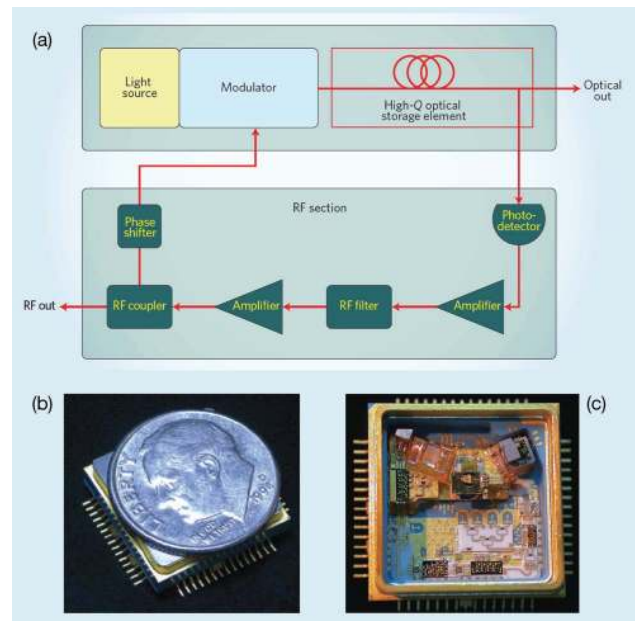 (a)
Light
source
Modulator
High-Q optical
storage element
Optical
out
RF section
Phase
shifter
Photo-
detector
RF out
RF coupler
Amplifier
RF filter
Amplifier
(b)
(c)
LIBERTY